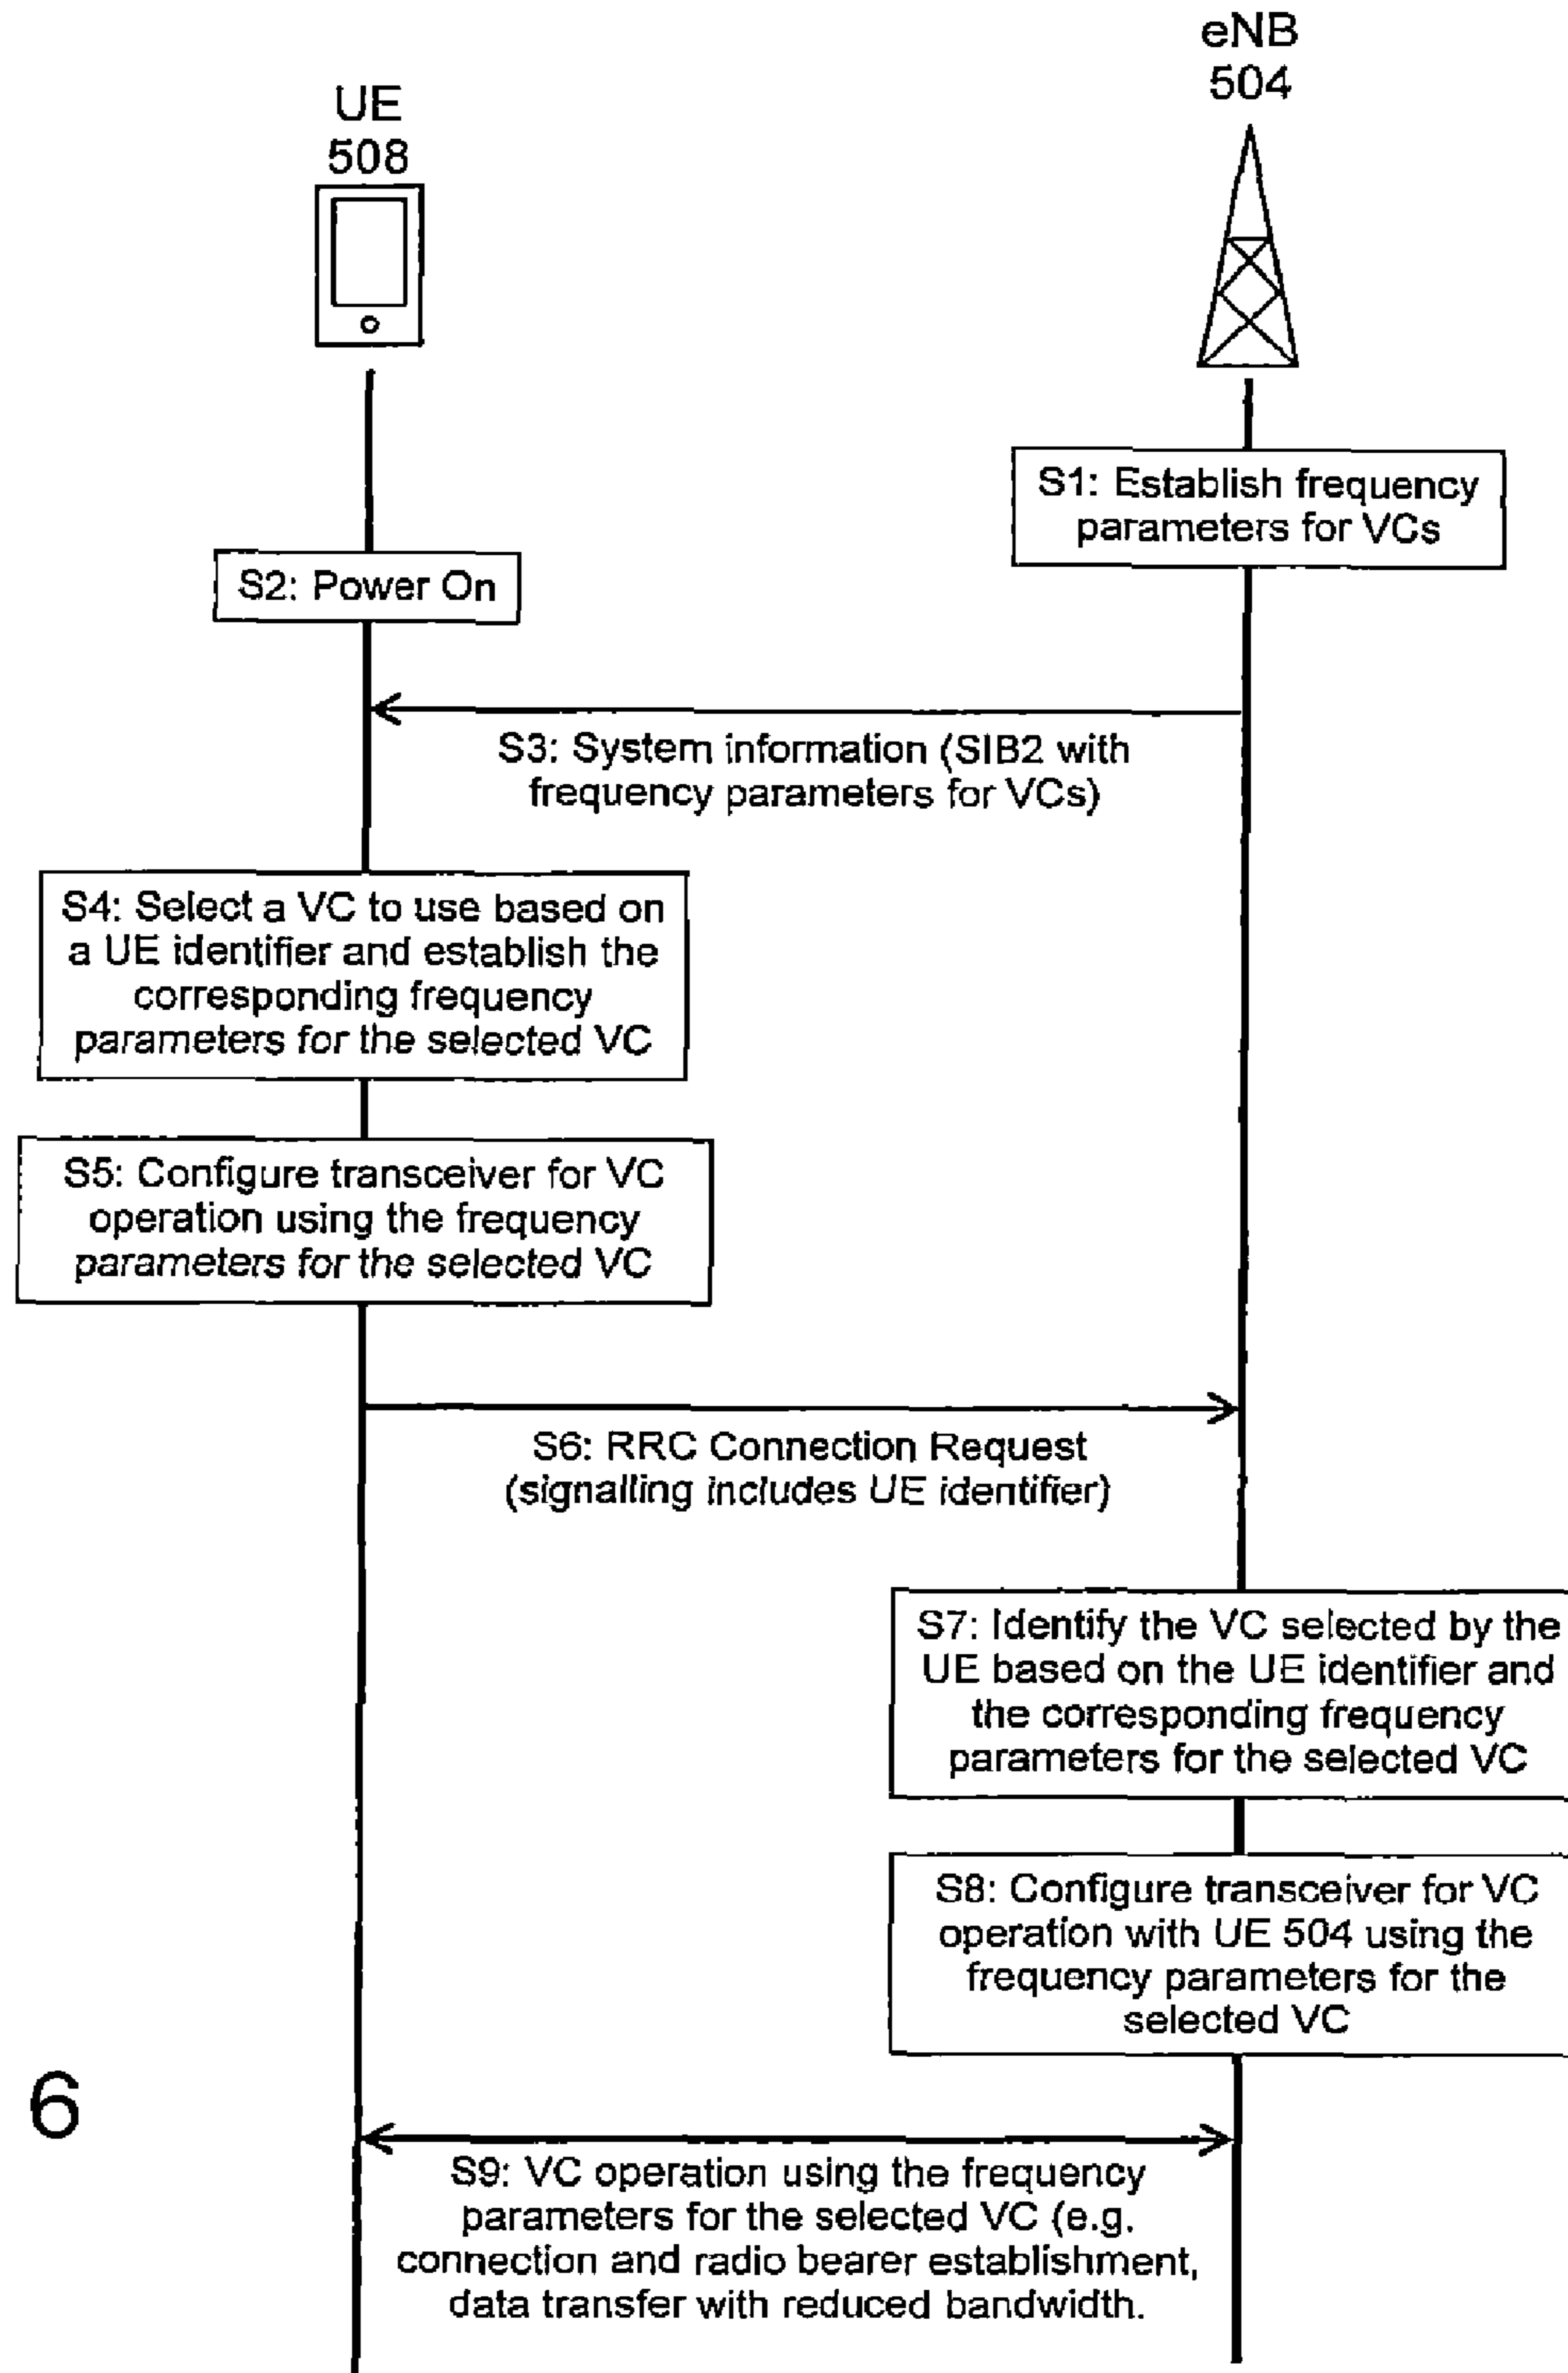 eNB
504
UE
508
S1: Establish frequency
parameters for VCs
S2: Power On
S3: System information (SIB2 with
frequency parameters for VCs)
S4: Select a VC to use based on
a UE identifier and establish the
corresponding frequency
parameters for the selected VC
S5: Configure transceiver for VC
operation using the frequency
parameters for the selected VC
S6: RRC Connection Request
(signalling includes UE identifier)
S7: Identify the VC selected by the
UE based on the UE identifier and
the corresponding frequency
parameters for the selected VC
S8: Configure transceiver for VC
operation with UE 504 using the
frequency parameters for the
selected VC
6
S9: VC operation using the frequency
parameters for the selected VC (e.g.
connection and radio bearer establishment,
data transfer with reduced bandwidth.